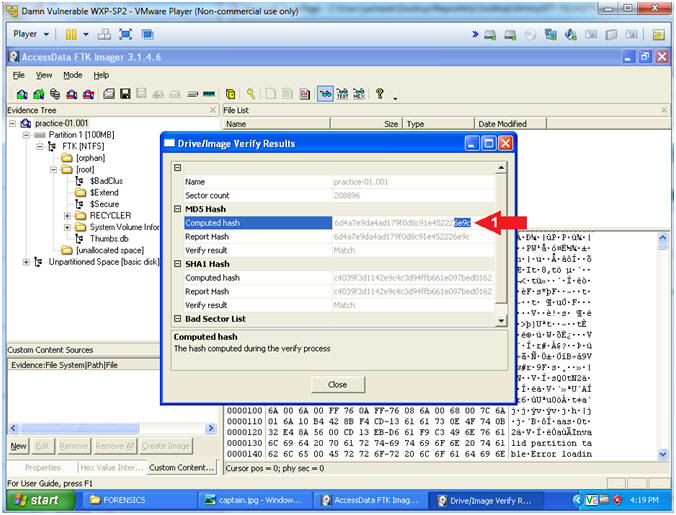 Damn Vulnerable WXP-SP2 - VMware Player (Non-commercial use only)
Player
AccessData FTK Imager 3.1.4.6
File View Mode Help
Evidence Tree
File List
Name Size Type Date Modified
practice-01.001
Partition 1 [100MB]
FTK [NTFS]
[orphan]
[root]
$BadClus
$Extend
$Secure
RECYCLER
System Volume Infor
Thumbs.db
[unallocated space]
Unpartitioned Space [basic disk]
Drive/Image Verify Results
Name practice-01.001
Sector count 208896
MD5 Hash
Computed hash 6d4a7e9da4ad179f0d8c91e452226e9c
1
Report Hash 6d4a7e9da4ad179f0d8c91e452226e9c
Verify result Match
SHA1 Hash
Computed hash c4039f3d1142e9c4c3d94ffb661e097bed0162
Report Hash c4039f3d1142e9c4c3d94ffb661e097bed0162
Verify result Match
Bad Sector List
Computed hash
The hash computed during the verify process
Close
Custom Content Sources
Evidence:File System|Path|File
New Edit Remove Remove All Create Image
Properties Hex Value Inter... Custom Content...
0000100 6A 00 6A 00 FF 76 0A FF-76 08 6A 00 68 00 7C 6A
0000110 01 6A 10 B4 42 8B F4 CD-13 61 61 73 0E 4F 74 0B
0000120 32 E4 8A 56 00 CD 13 EB-D6 61 F9 C3 49 6E 76 61
0000130 6C 69 64 20 70 61 72 74-69 74 69 6F 6E 20 74 61 lid partition ta
0000140 62 6C 65 00 45 72 72 6F-72 20 6C 6F 61 64 69 6E ble·Error loadin
Cursor pos = 0; phy sec = 0
For User Guide, press F1
start
FORENSICS
captain.jpg - Window...
AccessData FTK Imag...
Drive/Image Verify R...
4:19 PM